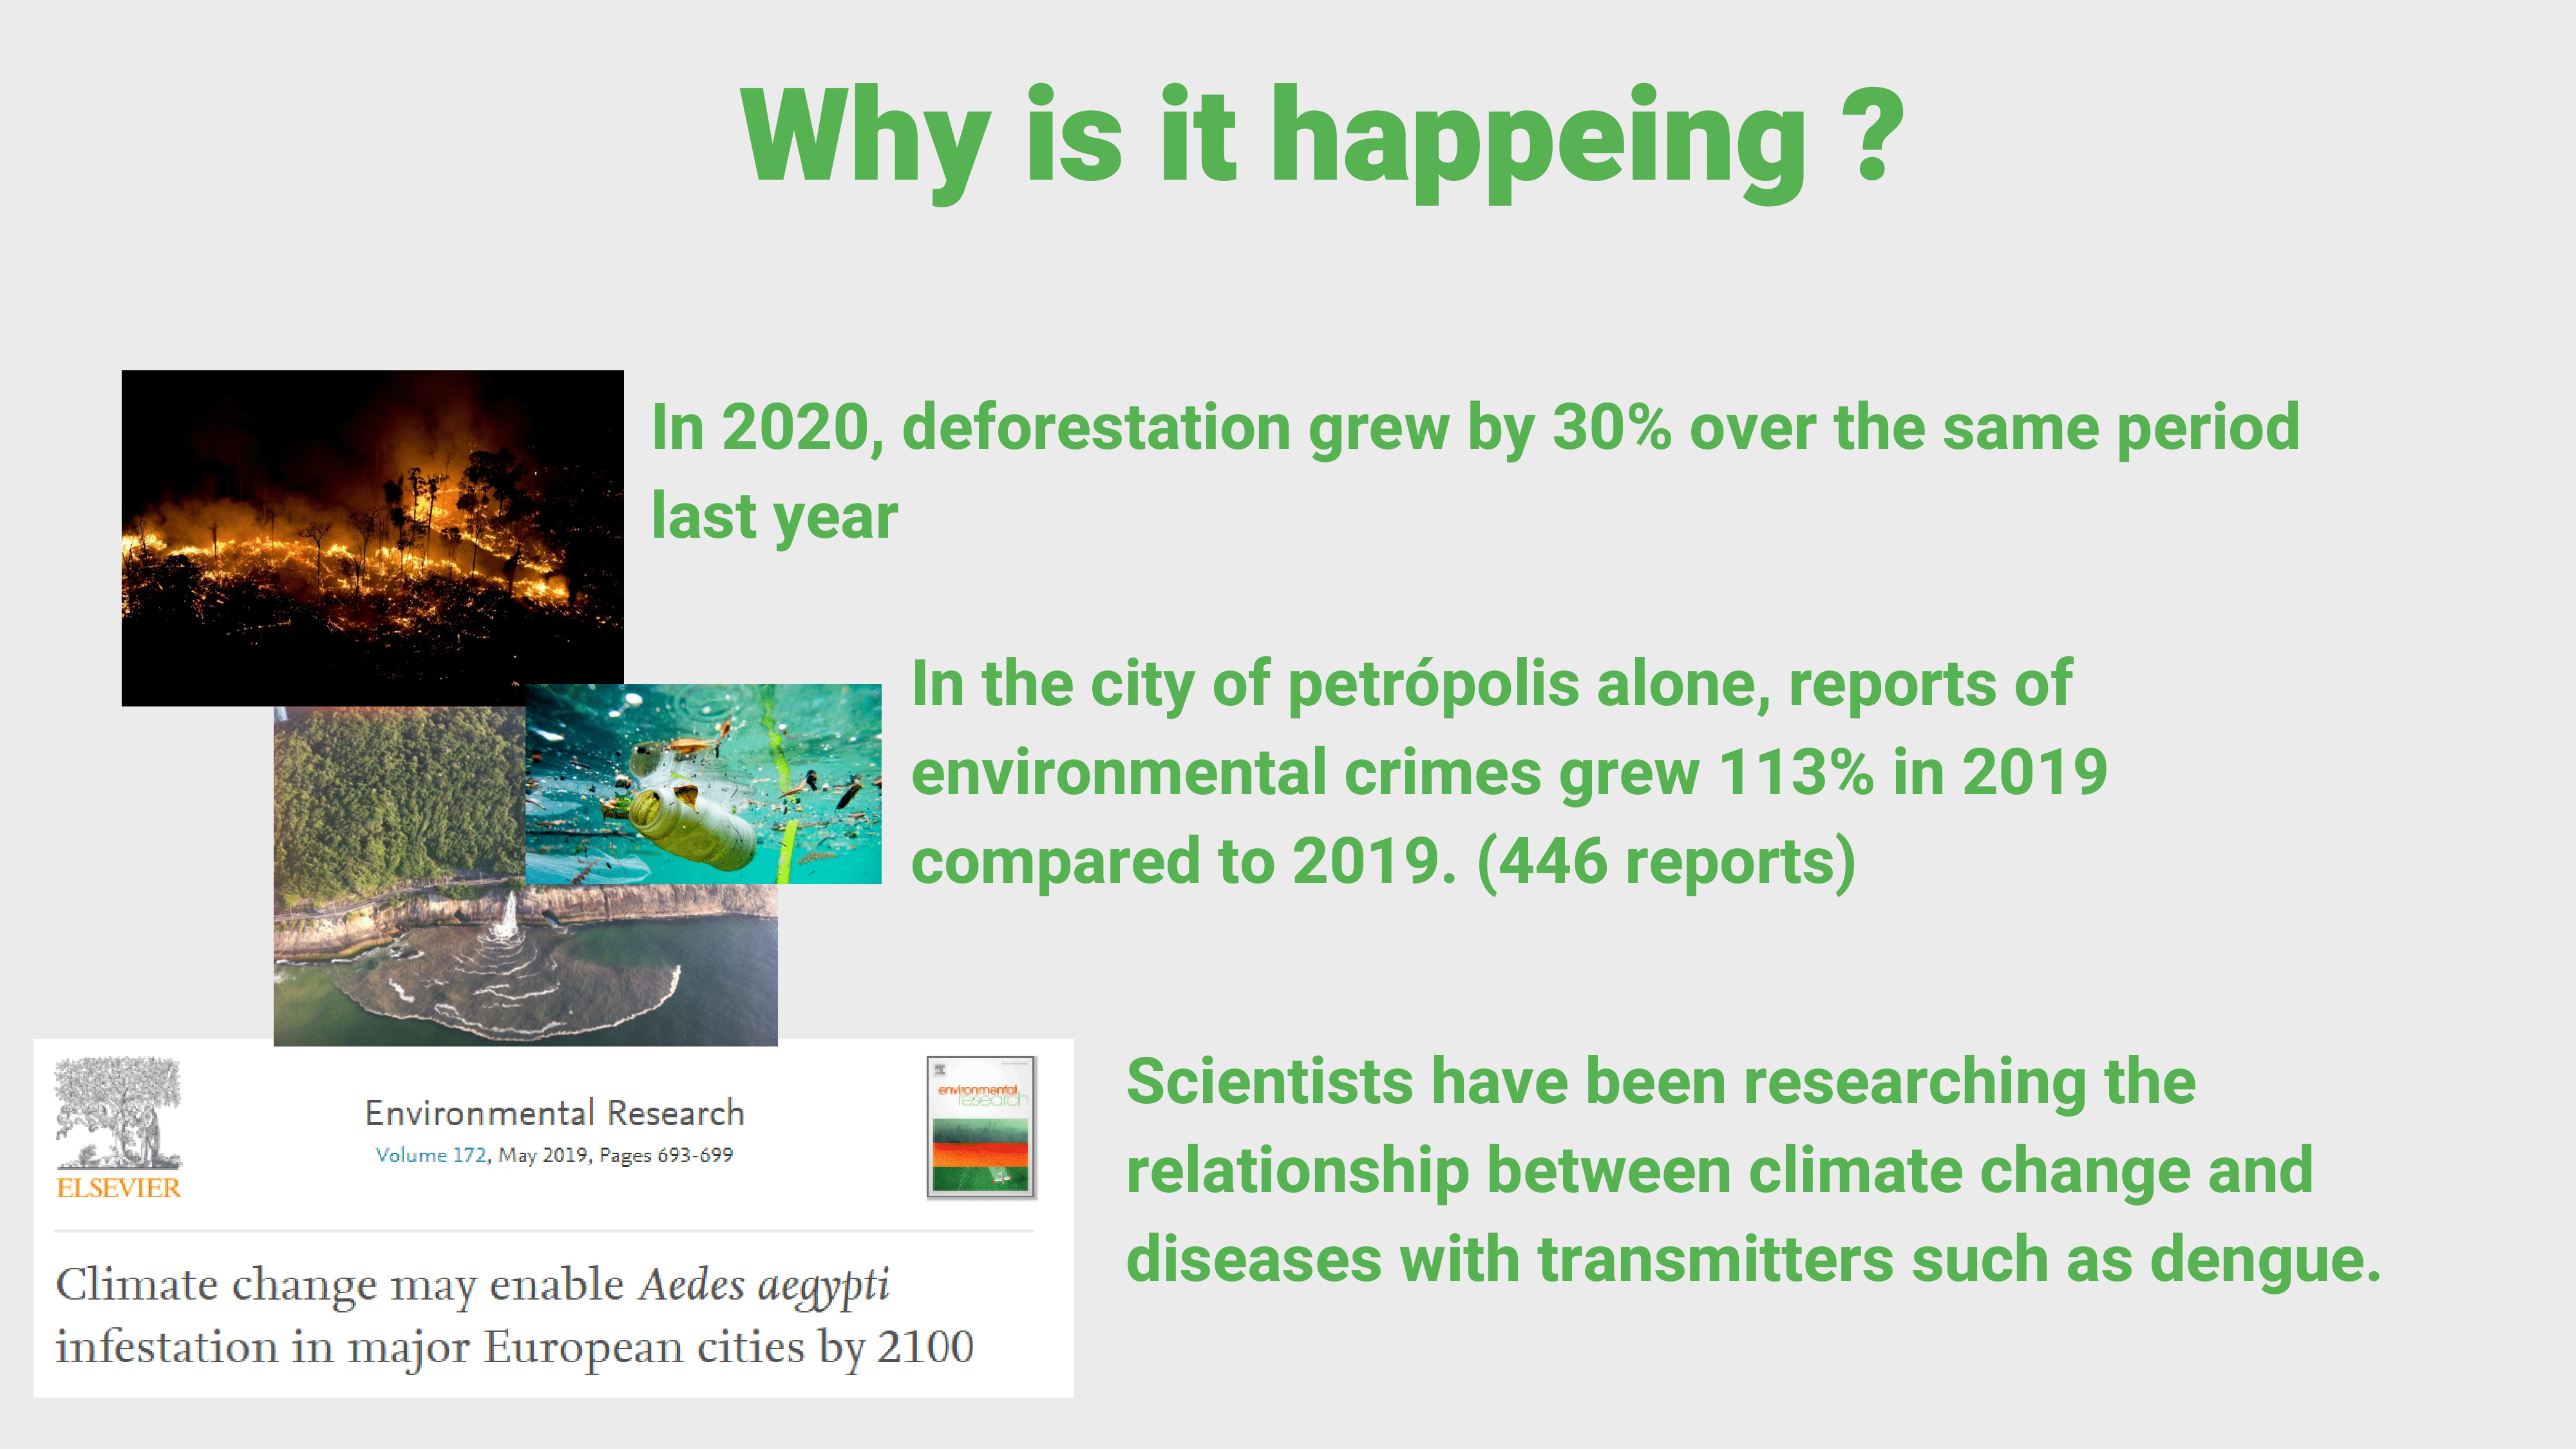 Why is it happeing ?
In 2020, deforestation grew by 30% over the same period
last year
In the city of petrópolis alone, reports of
environmental crimes grew 113% in 2019
compared to 2019. (446 reports)
ELSEVIER
Environmental Research
Volume 172, May 2019, Pages 693-699
environmental
research
Climate change may enable Aedes aegypti
infestation in major European cities by 2100
Scientists have been researching the
relationship between climate change and
diseases with transmitters such as dengue.